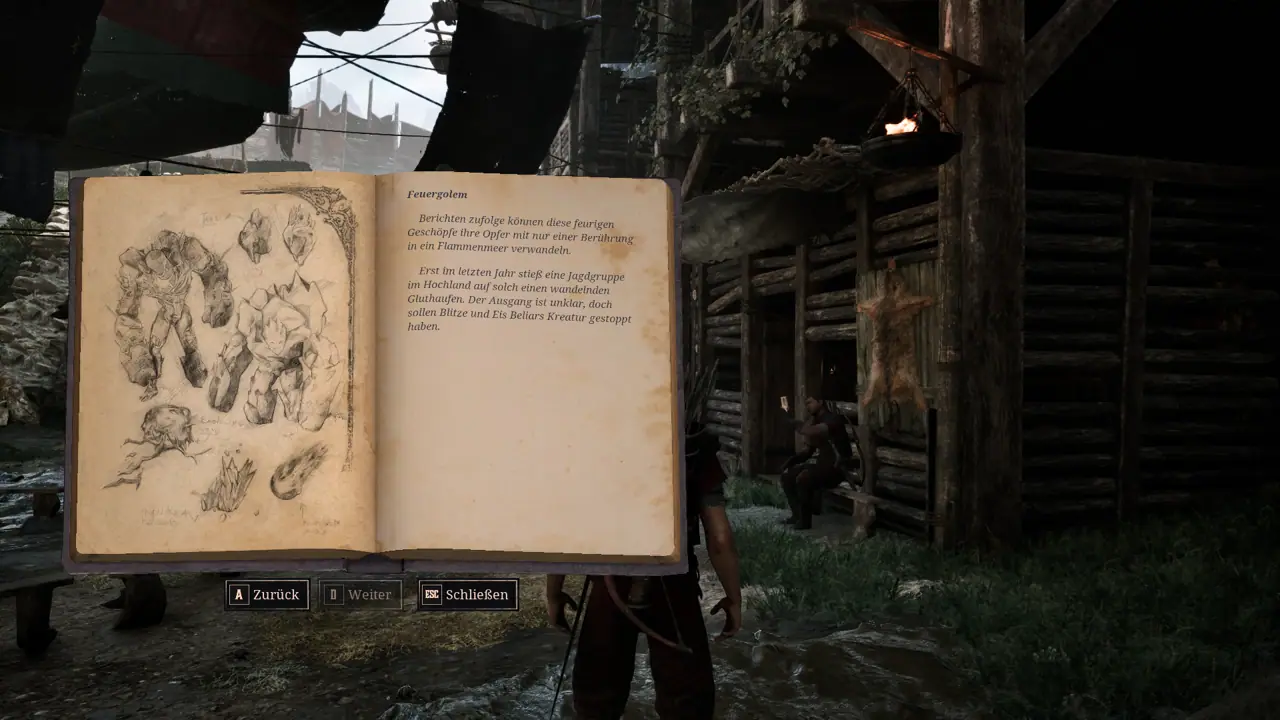 Feuergolem
Berichten zufolge können diese feurigen
Geschöpfe ihre Opfer mit nur einer Berührung
in ein Flammenmeer verwandeln.
Erst im letzten Jahr stieß eine Jagdgruppe
im Hochland auf solch einen wandelnden
Gluthaufen. Der Ausgang ist unklar, doch
sollen Blitze und Eis Beliars Kreatur gestoppt
haben.
A Zurück
D Weiter
ESC Schließen